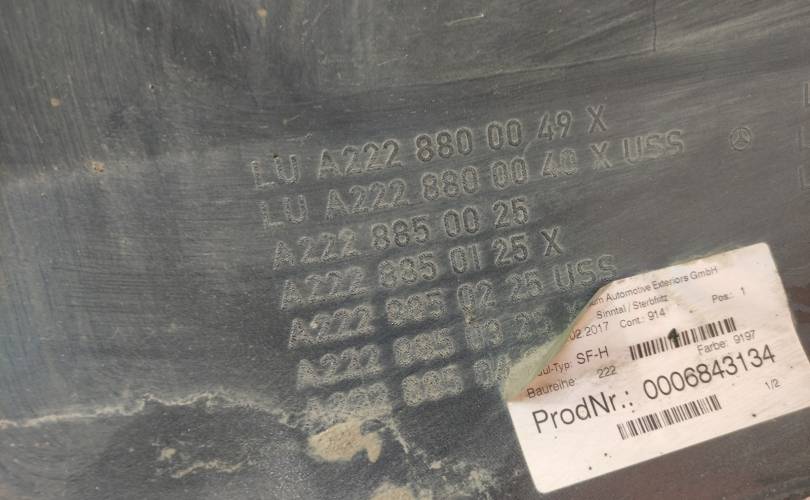 LU A222 880 00 49 X
LU A222 880 00 40 X USS
A222 885 00 25
A222 885 01 25 X
A222 885 02 25 USS
A222 885 03 25
885
Automotive Exteriors GmbH
Sinntal / Sterbfritz
02.2017 Cont.: 914 Pos.: 1
SF-H
Baureihe: 222 Farbe: 9197
ProdNr.: 0006843134
1/2